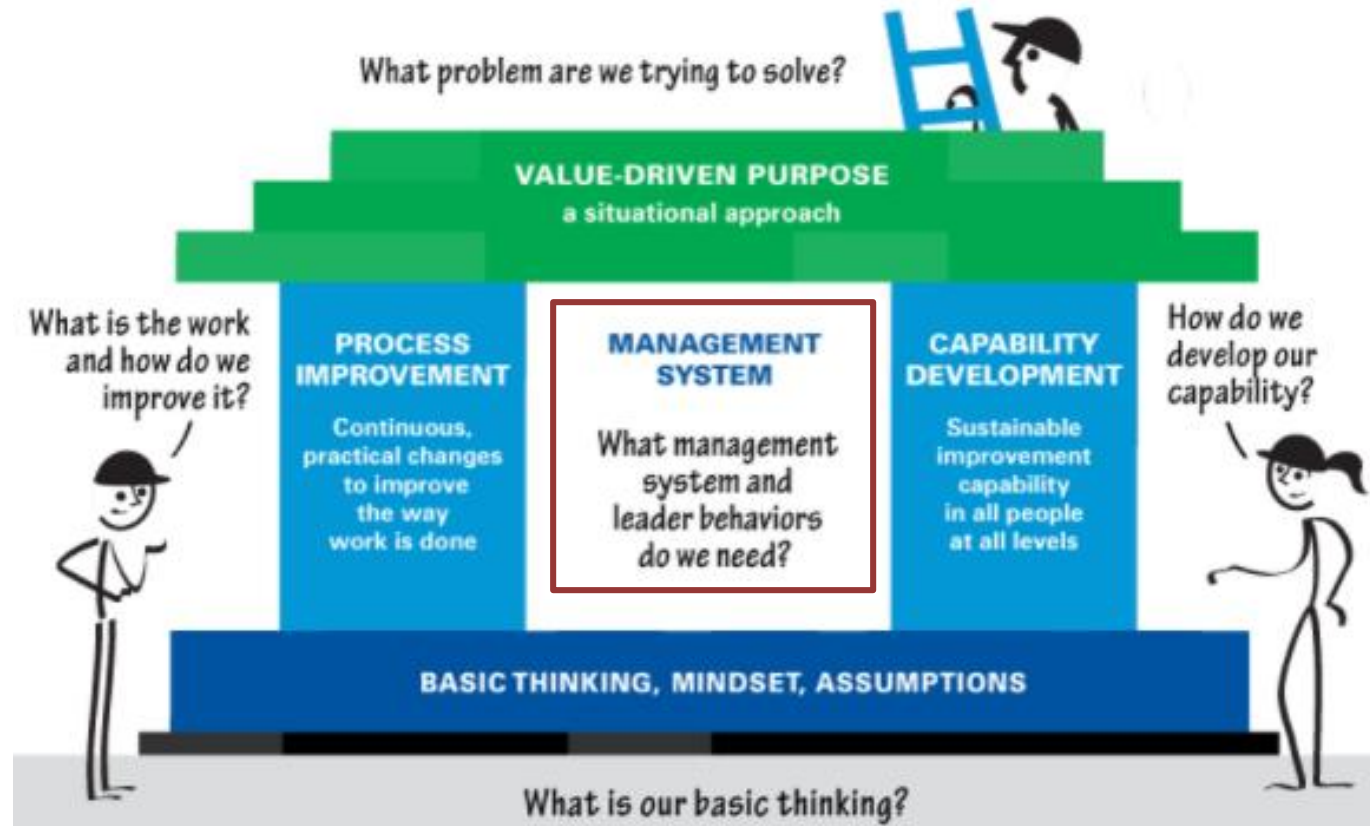 What problem are we trying to solve?
VALUE-DRIVEN PURPOSE
a situational approach
What is the work
and how do we
improve it?
PROCESS
IMPROVEMENT
Continuous,
practical changes
to improve
the way
work is done
MANAGEMENT
SYSTEM
What management
system and
leader behaviors
do we need?
CAPABILITY
DEVELOPMENT
Sustainable
improvement
capability
in all people
at all levels
How do we
develop our
capability?
BASIC THINKING, MINDSET, ASSUMPTIONS
What is our basic thinking?